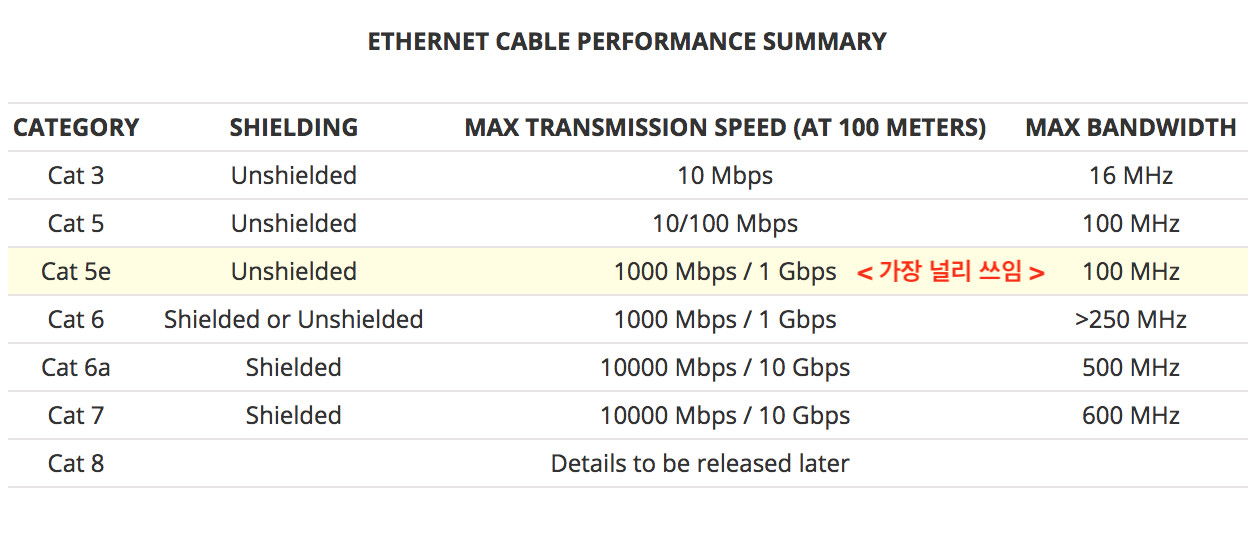 ETHERNET CABLE PERFORMANCE SUMMARY
CATEGORY SHIELDING MAX TRANSMISSION SPEED (AT 100 METERS) MAX BANDWIDTH
Cat 3 Unshielded 10 Mbps 16 MHz
Cat 5 Unshielded 10/100 Mbps 100 MHz
Cat 5e Unshielded 1000 Mbps / 1 Gbps < 가장 널리 쓰임 > 100 MHz
Cat 6 Shielded or Unshielded 1000 Mbps / 1 Gbps >250 MHz
Cat 6a Shielded 10000 Mbps / 10 Gbps 500 MHz
Cat 7 Shielded 10000 Mbps / 10 Gbps 600 MHz
Cat 8 Details to be released later